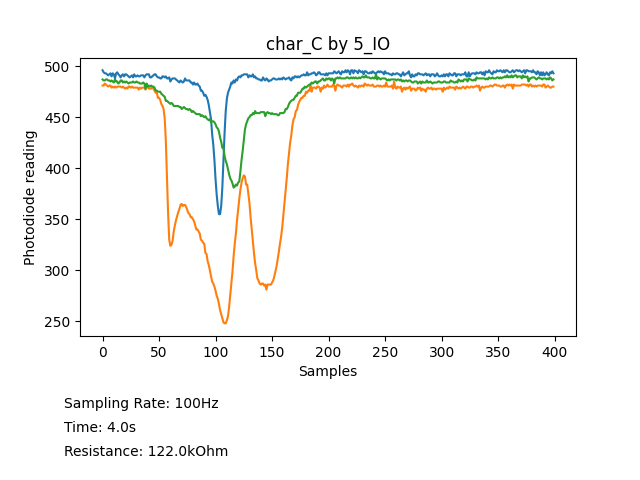 char_C by 5_IO
500
450
400
350
300
250
Photodiode reading
0 50 100 150 200 250 300 350 400
Samples
Sampling Rate: 100Hz
Time: 4.0s
Resistance: 122.0kOhm